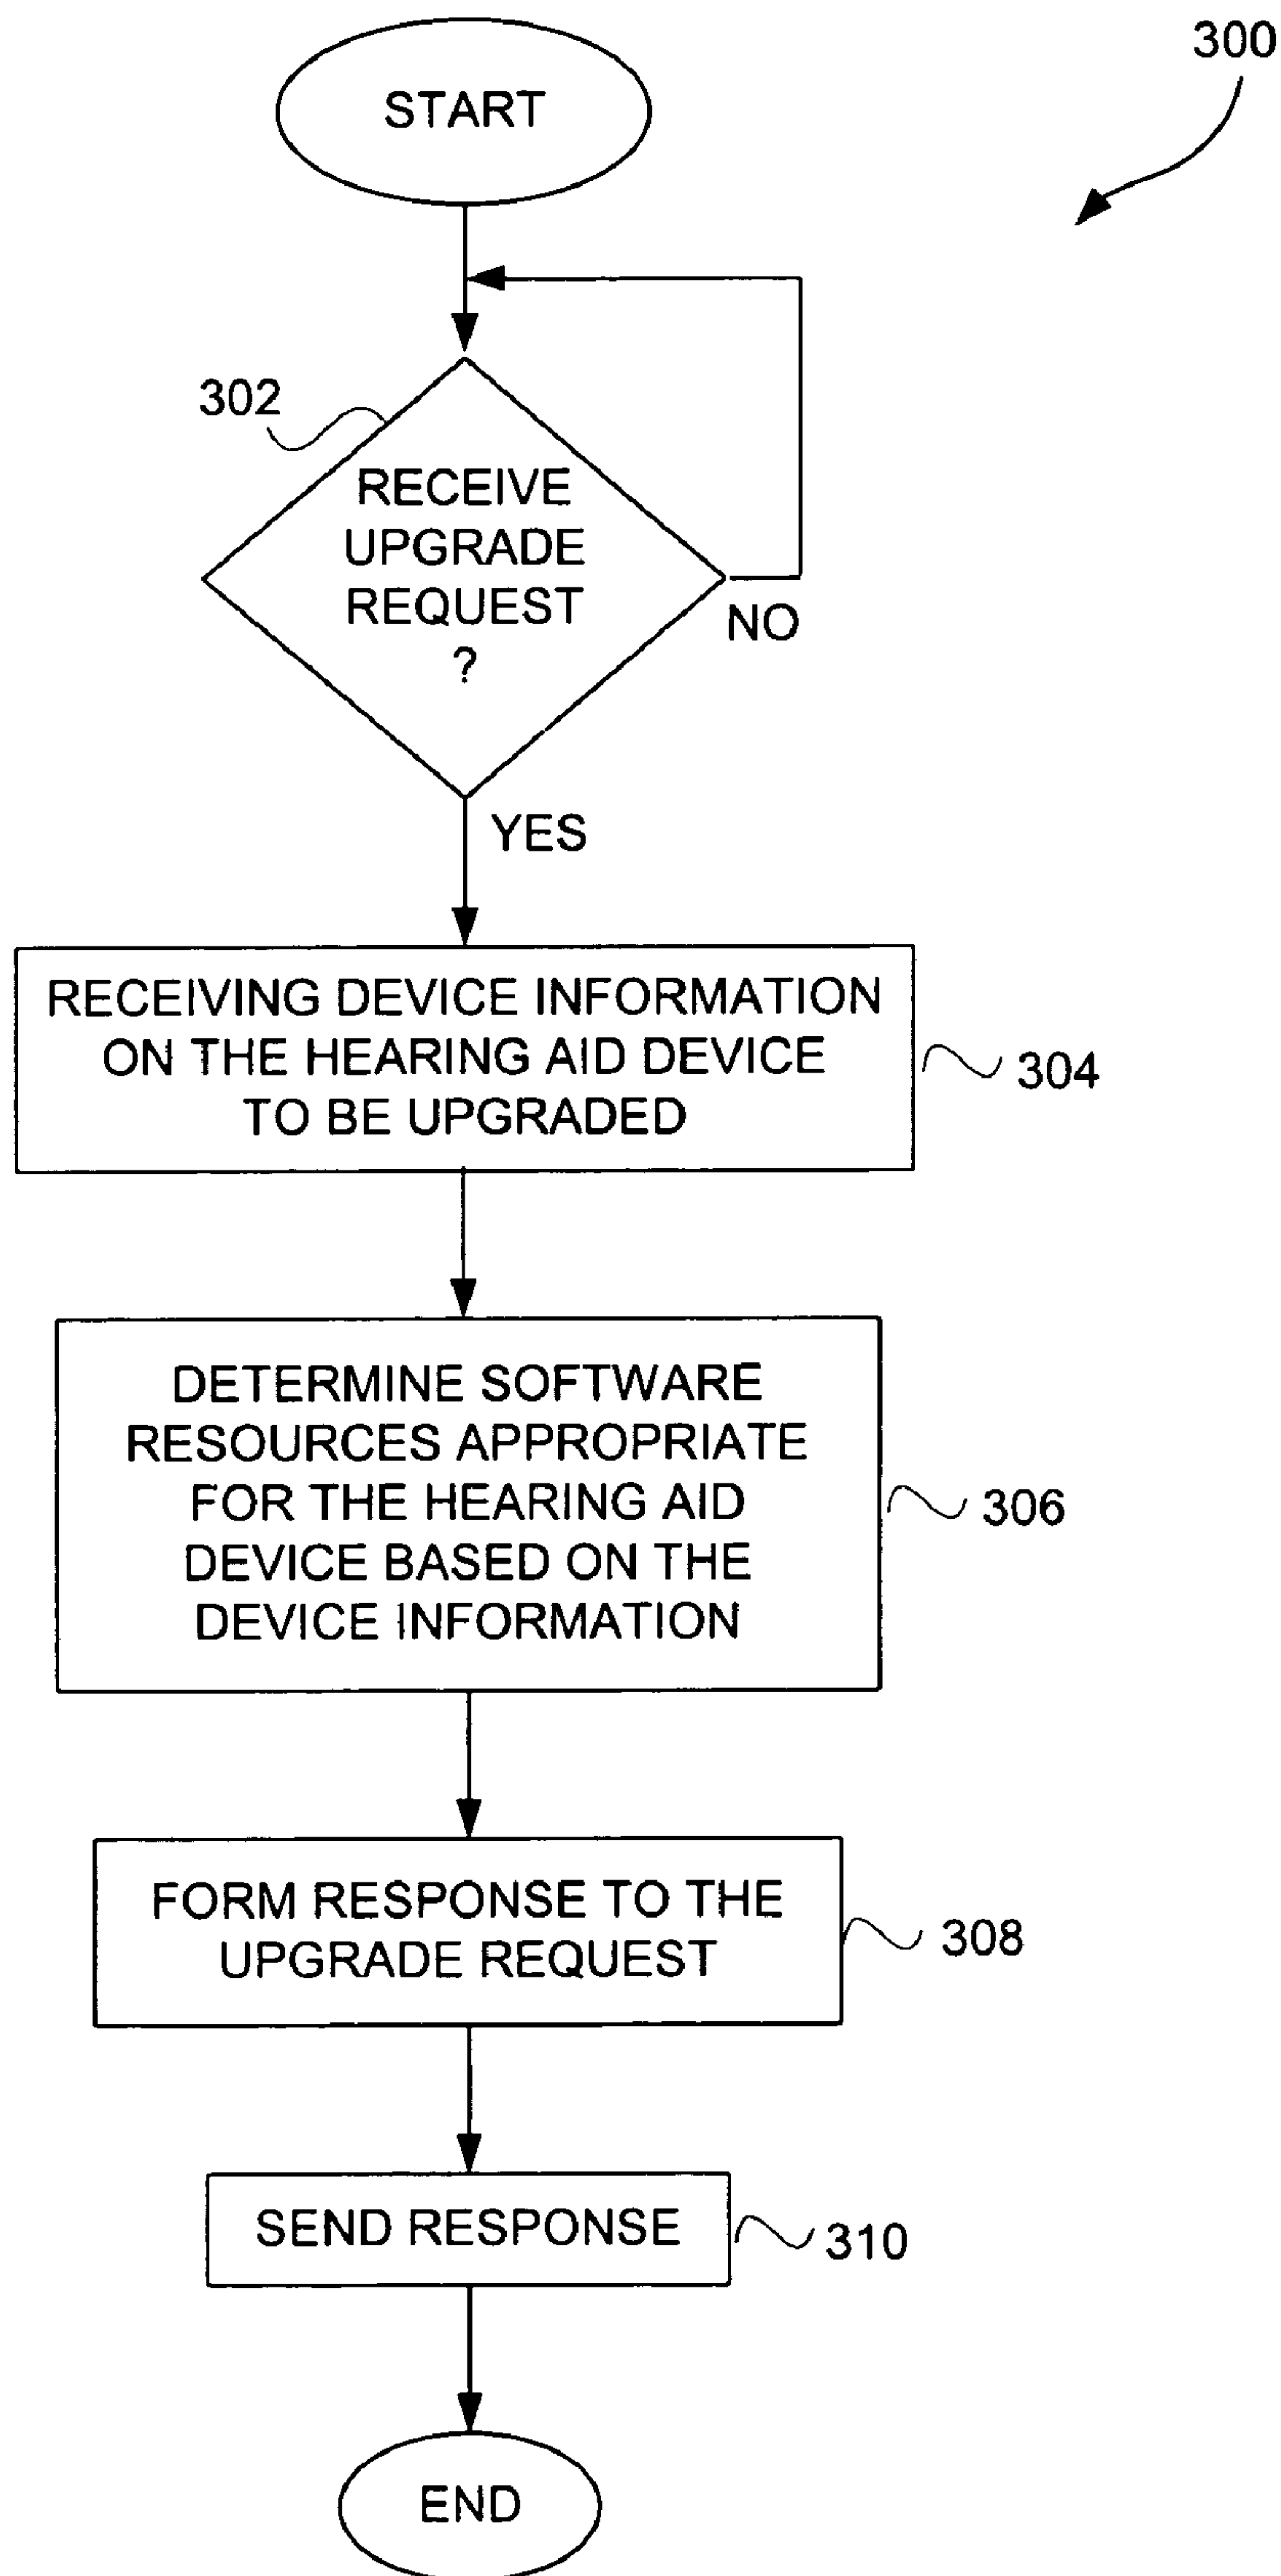 300
START
302
RECEIVE
UPGRADE
REQUEST
?
NO
YES
RECEIVING DEVICE INFORMATION
ON THE HEARING AID DEVICE
TO BE UPGRADED
304
DETERMINE SOFTWARE
RESOURCES APPROPRIATE
FOR THE HEARING AID
DEVICE BASED ON THE
DEVICE INFORMATION
306
FORM RESPONSE TO THE
UPGRADE REQUEST
308
SEND RESPONSE
310
END